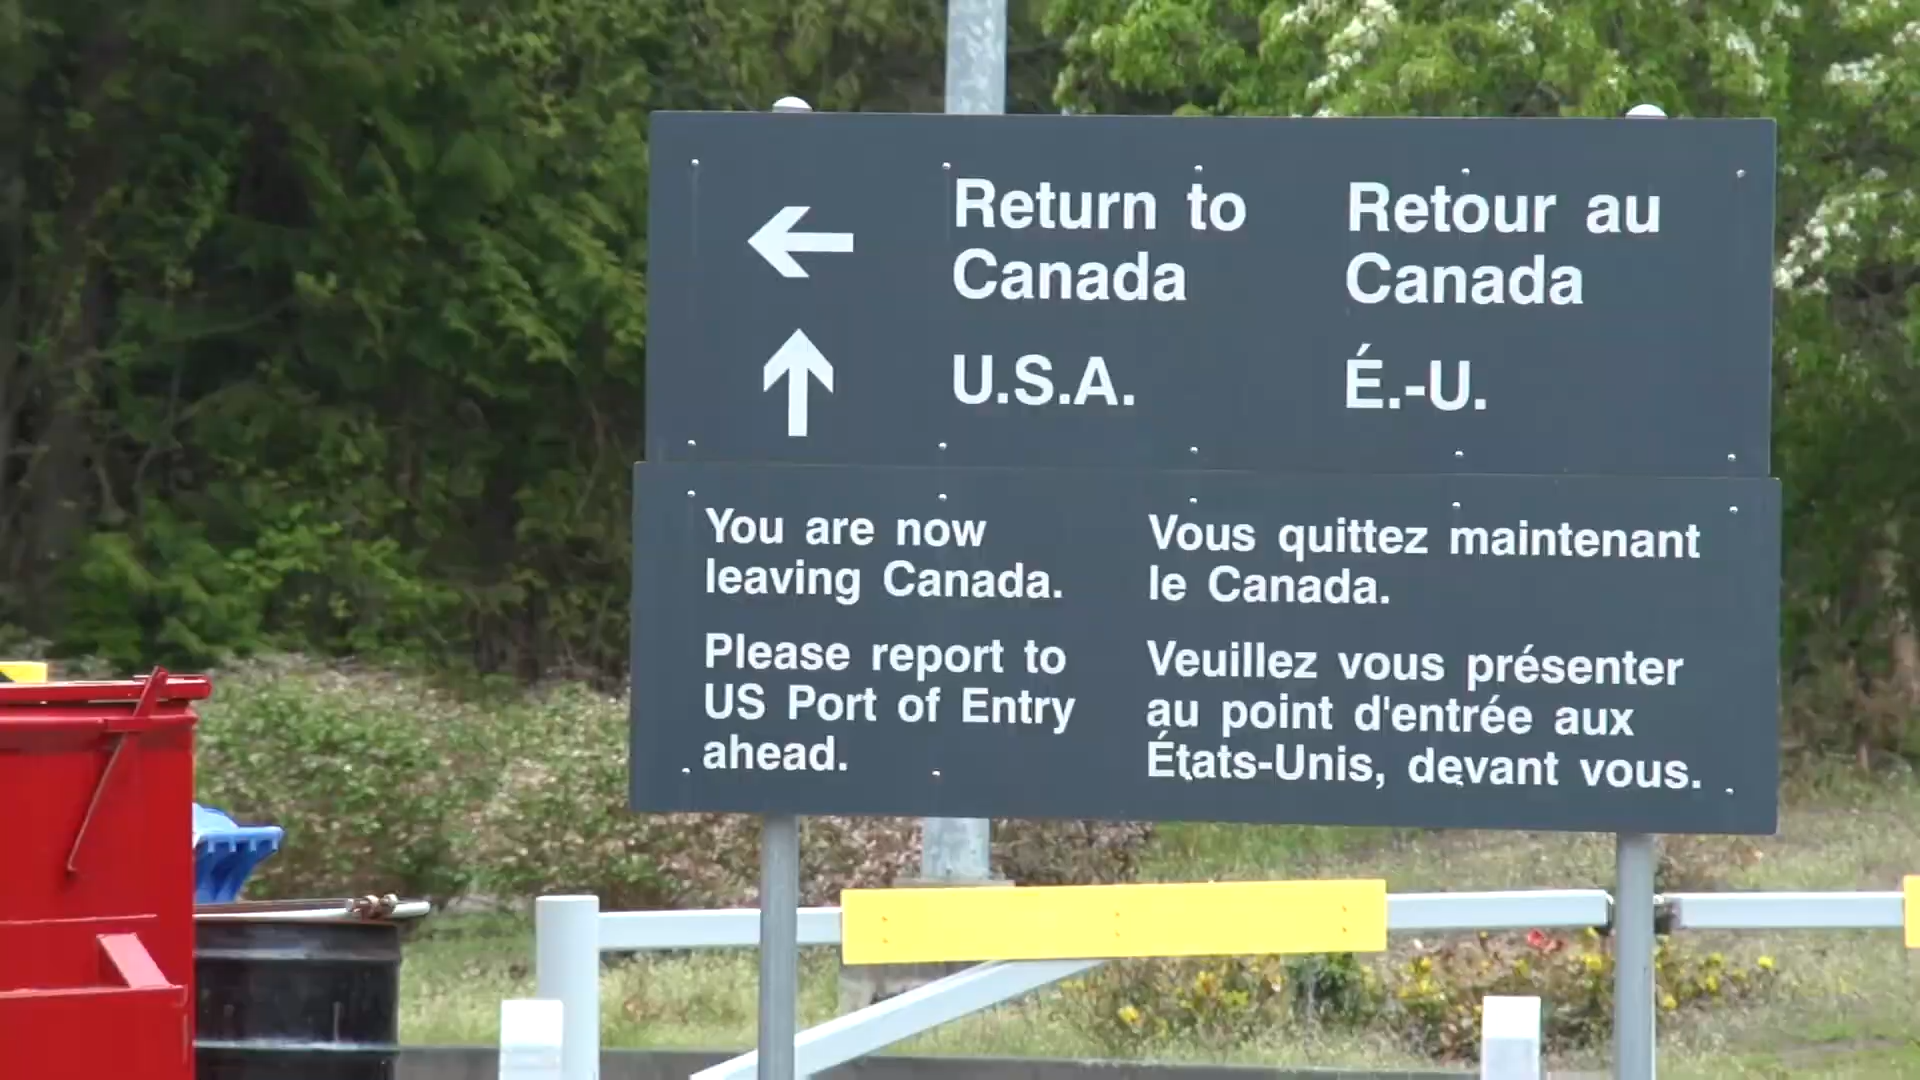 Return to
Canada
Retour au
Canada
U.S.A.
É.-U.
You are now
leaving Canada.
Please report to
US Port of Entry
ahead.
Vous quittez maintenant
le Canada.
Veuillez vous présenter
au point d'entrée aux
États-Unis, devant vous.